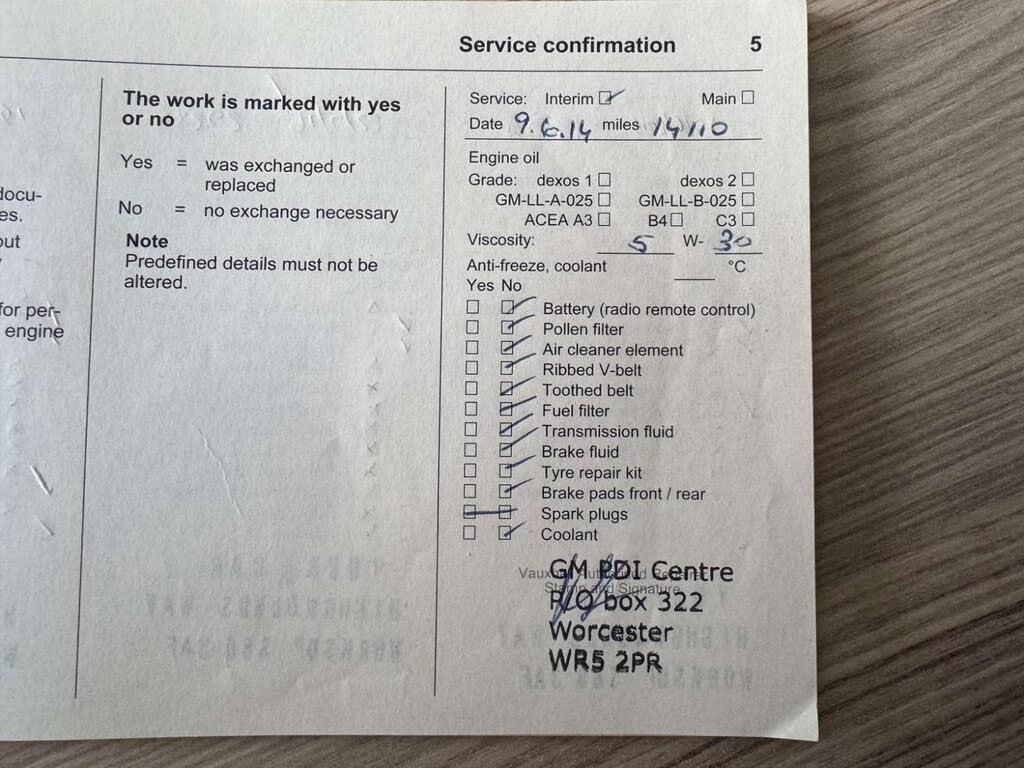 Service confirmation 5
docu-
es.
out
for per-
engine
The work is marked with yes
or no
Yes = was exchanged or
replaced
No = no exchange necessary
Note
Predefined details must not be
altered.
Service: Interim Main
Date 9.6.14 miles 14110
Engine oil
Grade: dexos 1 dexos 2
GM-LL-A-025 GM-LL-B-025
ACEA A3 B4 C3
Viscosity: 5 W- 30
Anti-freeze, coolant °C
Yes No
Battery (radio remote control)
Pollen filter
Air cleaner element
Ribbed V-belt
Toothed belt
Fuel filter
Transmission fluid
Brake fluid
Tyre repair kit
Brake pads front / rear
Spark plugs
Coolant
Stamp and Signature
GM PDI Centre
P.O box 322
Worcester
WR5 2PR